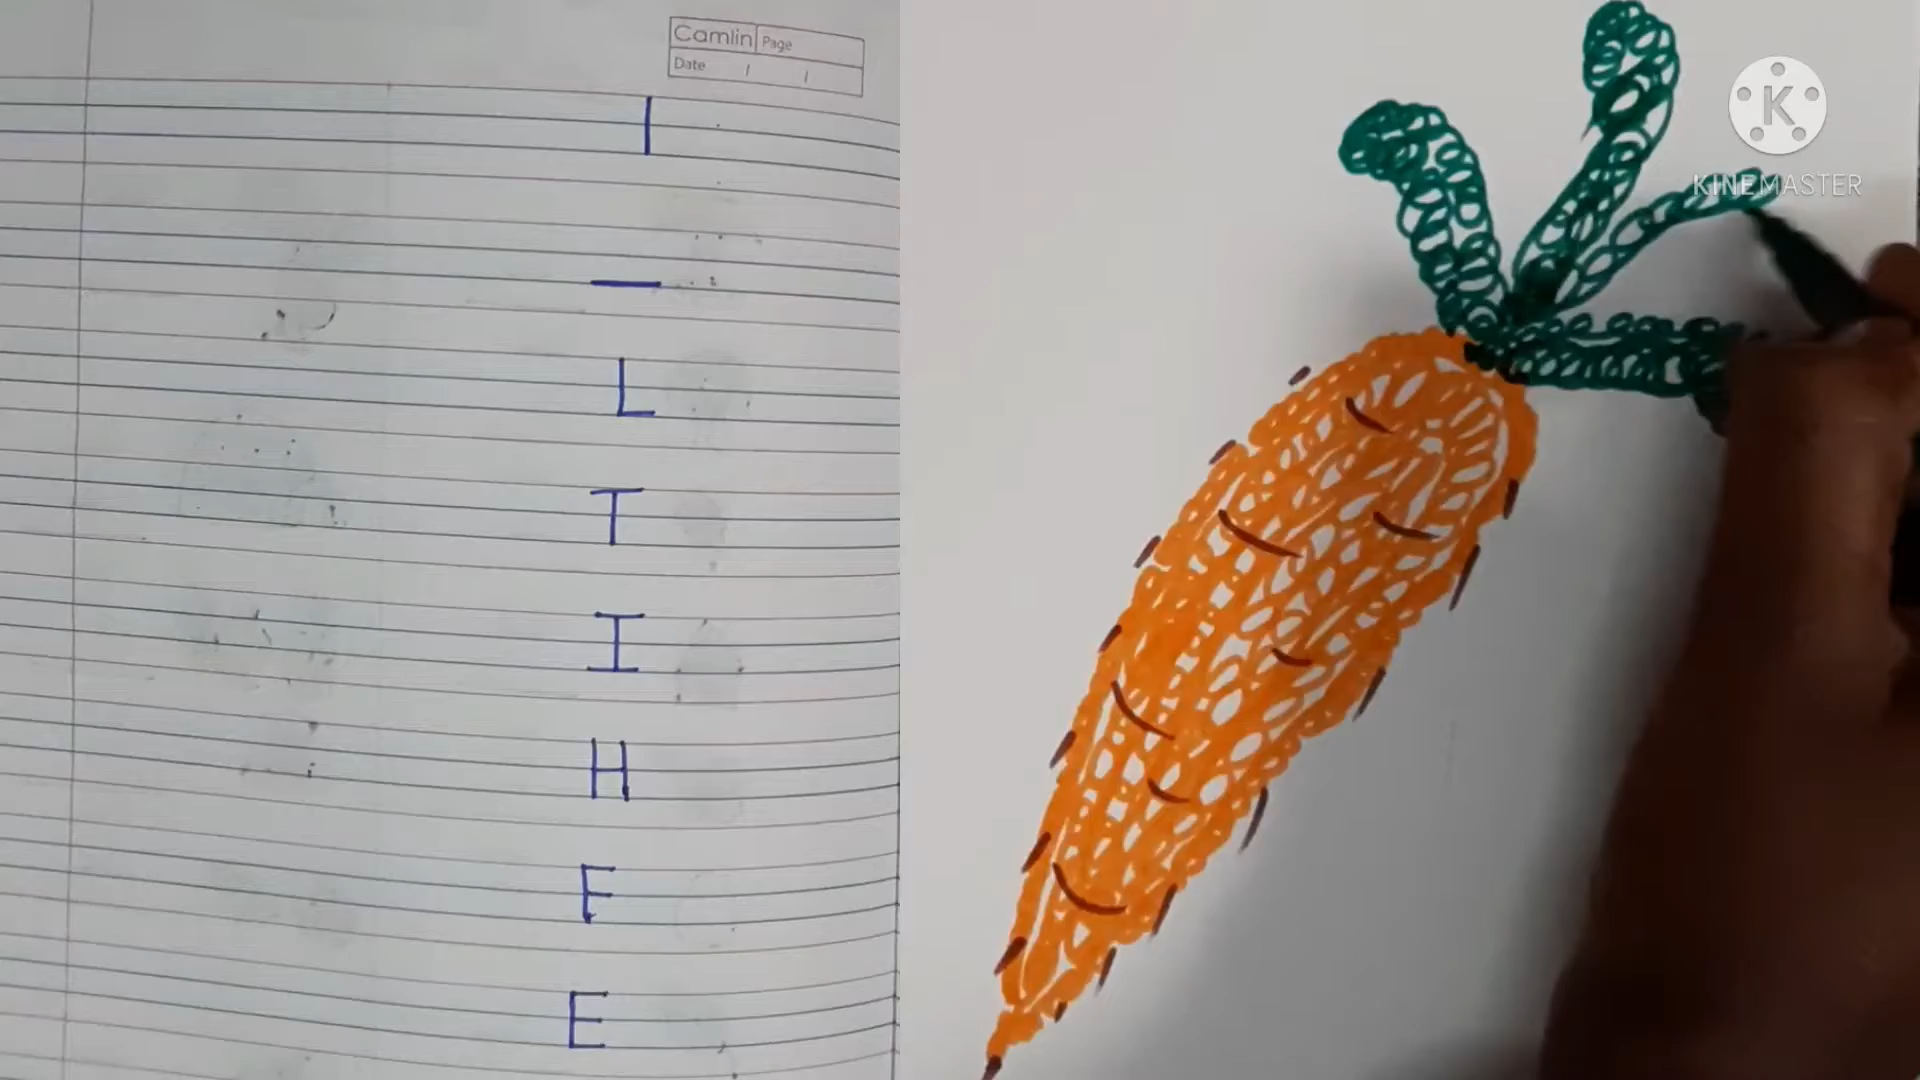 Camlin Page
Date / /
|
—
L
T
I
H
F
E
K
KINEMASTER